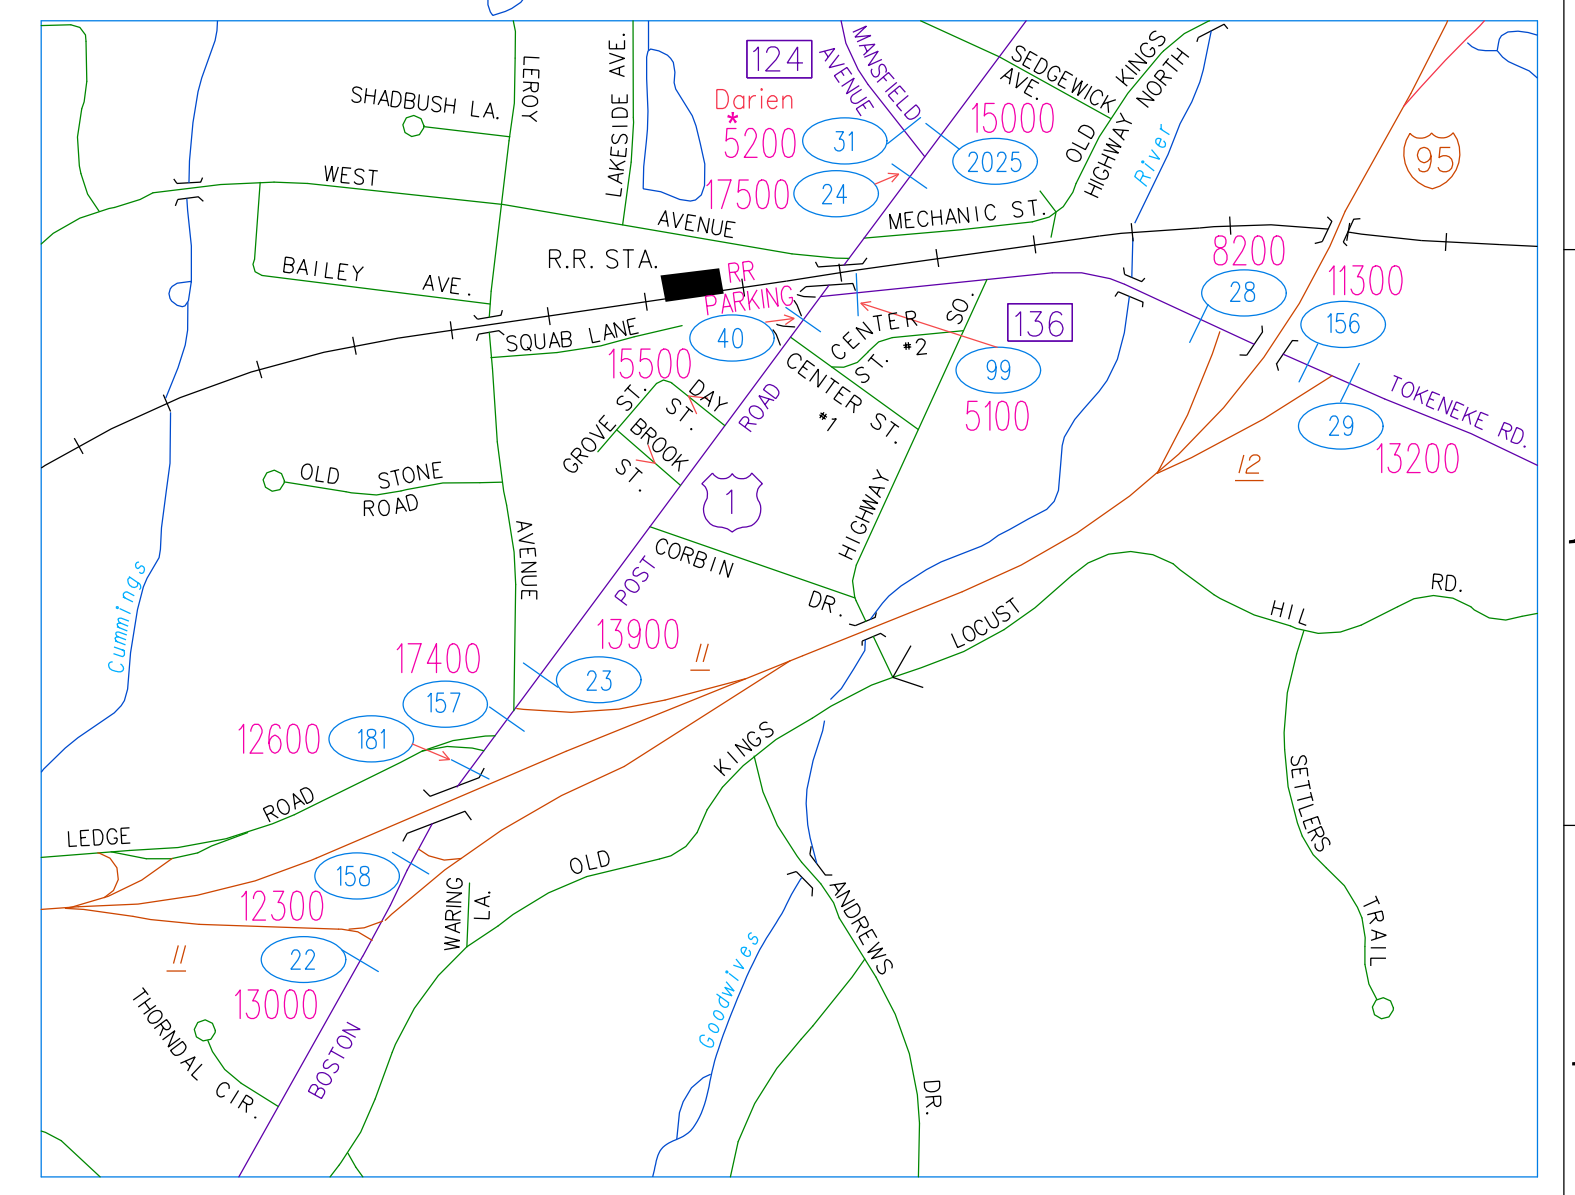 124
MANSFIELD
AVENUE
SEDGEWICK
AVE.
OLD KINGS
HIGHWAY NORTH
River
95
LEROY
AVENUE
SHADBUSH LA.
LAKESIDE AVE.
Darien
*
5200
31
15000
2025
17500
24
WEST
AVENUE
MECHANIC ST.
R.R. STA.
RR
PARKING
BAILEY AVE.
8200
28
11300
156
136
SQUAB LANE
40
15500
CENTER
ST. #2
CENTER ST.
#1
99
5100
HIGHWAY SO.
TOKENEKE RD.
29
13200
12
GROVE ST.
DAY
ST.
BROOK
ST.
OLD STONE
ROAD
1
BOSTON POST ROAD
CORBIN DR.
Cummings
13900
23
11
17400
157
12600
181
LEDGE ROAD
OLD KINGS
LOCUST HIL RD.
SETTLERS TRAIL
158
12300
11
22
13000
WARING
LA.
ANDREWS DR.
Goodwives
THORNDAL CIR.